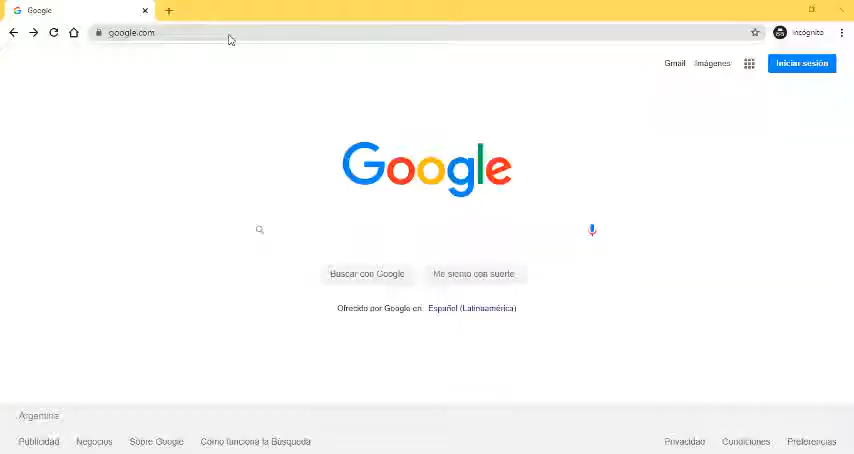 Google
google.com
Incógnito
Gmail Imágenes Iniciar sesión
Google
Buscar con Google Me siento con suerte
Ofrecido por Google en: Español (Latinoamérica)
Argentina
Publicidad Negocios Sobre Google Cómo funciona la Búsqueda Privacidad Condiciones Preferencias